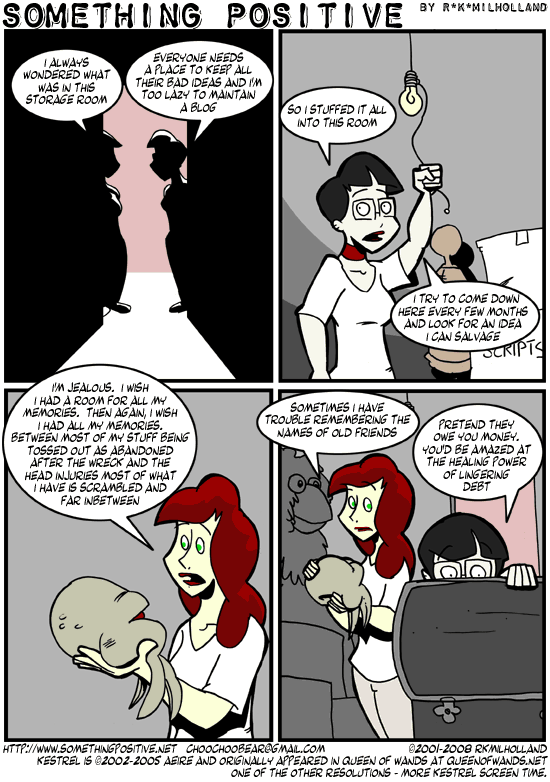 SOMETHING POSITIVE BY R*K*MILHOLLAND
I ALWAYS
WONDERED WHAT
WAS IN THIS
STORAGE ROOM
EVERYONE NEEDS
A PLACE TO KEEP ALL
THEIR BAD IDEAS AND I'M
TOO LAZY TO MAINTAIN
A BLOG
SO I STUFFED IT ALL
INTO THIS ROOM
I TRY TO COME DOWN
HERE EVERY FEW MONTHS
AND LOOK FOR AN IDEA
I CAN SALVAGE
SCRIPTS
I'M JEALOUS. I WISH
I HAD A ROOM FOR ALL MY
MEMORIES. THEN AGAIN, I WISH
I HAD ALL MY MEMORIES.
BETWEEN MOST OF MY STUFF BEING
TOSSED OUT AS ABANDONED
AFTER THE WRECK AND THE
HEAD INJURIES MOST OF WHAT
I HAVE IS SCRAMBLED AND
FAR INBETWEEN
SOMETIMES I HAVE
TROUBLE REMEMBERING THE
NAMES OF OLD FRIENDS
PRETEND THEY
OWE YOU MONEY.
YOU'D BE AMAZED AT
THE HEALING POWER
OF LINGERING
DEBT
HTTP://WWW.SOMETHINGPOSITIVE.NET CHOOCHOOBEAR@GMAIL.COM ©2001-2008 RKMILHOLLAND
KESTREL IS ©2002-2005 AEIRE AND ORIGINALLY APPEARED IN QUEEN OF WANDS AT QUEENOFWANDS.NET
ONE OF THE OTHER RESOLUTIONS - MORE KESTREL SCREEN TIME.